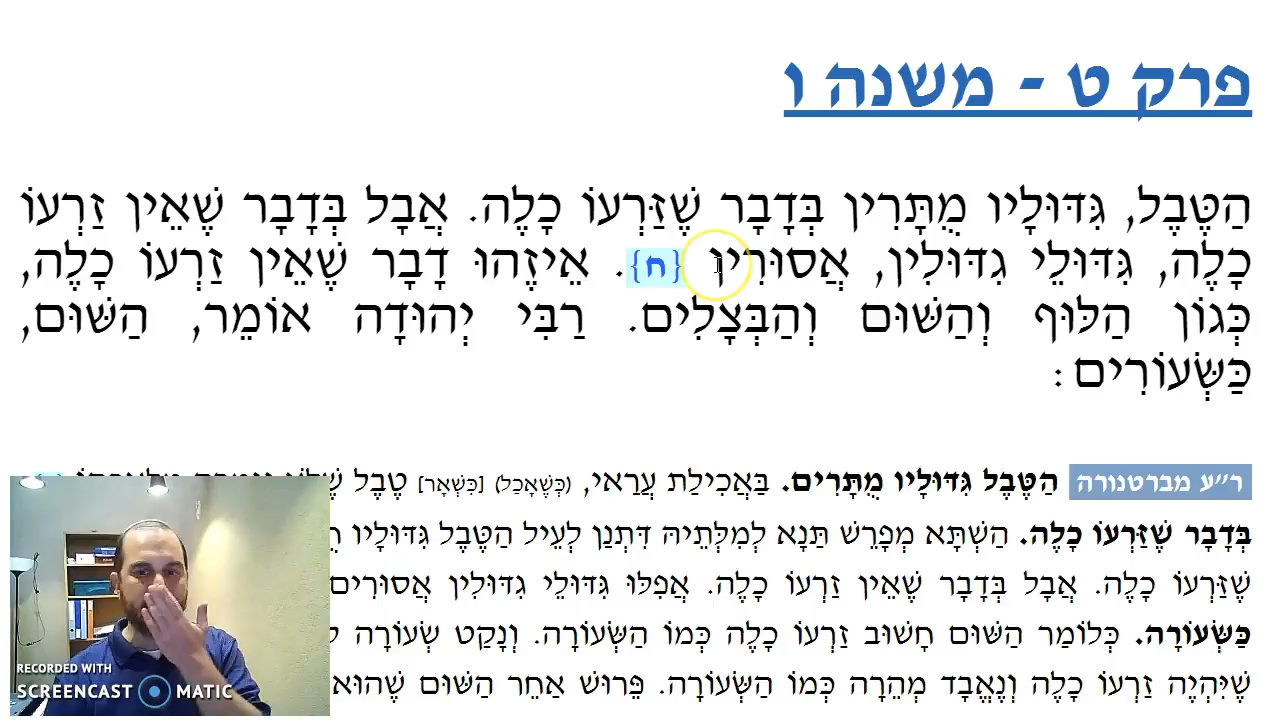 פרק ט - משנה ו
הַטֶּבֶל, גִּדּוּלָיו מֻתָּרִין בְּדָבָר שֶׁזַּרְעוֹ כָלֶה. אֲבָל בְּדָבָר שֶׁאֵין זַרְעוֹ
כָלֶה, גִּדּוּלֵי גִדּוּלִין, אֲסוּרִין {ח}. אֵיזֶהוּ דָבָר שֶׁאֵין זַרְעוֹ כָלֶה,
כְּגוֹן הַלּוּף וְהַשּׁוּם וְהַבְּצָלִים. רַבִּי יְהוּדָה אוֹמֵר, הַשּׁוּם,
כַּשְּׂעוֹרִים:
ר״ע מברטנורה הַטֶּבֶל גִּדּוּלָיו מֻתָּרִים. בַּאֲכִילַת עֲרַאי, (כְּשֶׁאָכַל) [כִּשְׁאָר] טֶבֶל
בְּדָבָר שֶׁזַּרְעוֹ כָלֶה. הַשְׁתָּא מְפָרֵשׁ תַּנָּא לְמִלְּתֵיהּ דִּתְנַן לְעֵיל הַטֶּבֶל גִּדּוּלָיו
שֶׁזַּרְעוֹ כָלֶה. אֲבָל בְּדָבָר שֶׁאֵין זַרְעוֹ כָלֶה. אֲפִלּוּ גִּדּוּלֵי גִדּוּלִין אֲסוּרִים
כַּשְּׂעוֹרָה. כְּלוֹמַר הַשּׁוּם חָשׁוּב זַרְעוֹ כָלֶה כְּמוֹ הַשְּׂעוֹרָה. וְנָקַט שְׂעוֹרָה
שֶׁיִּהְיֶה זַרְעוֹ כָלֶה וְנֶאֱבָד מְהֵרָה כְּמוֹ הַשְּׂעוֹרָה. פֵּרוּשׁ אַחֵר הַשּׁוּם שֶׁהוּא
RECORDED WITH
SCREENCAST MATIC